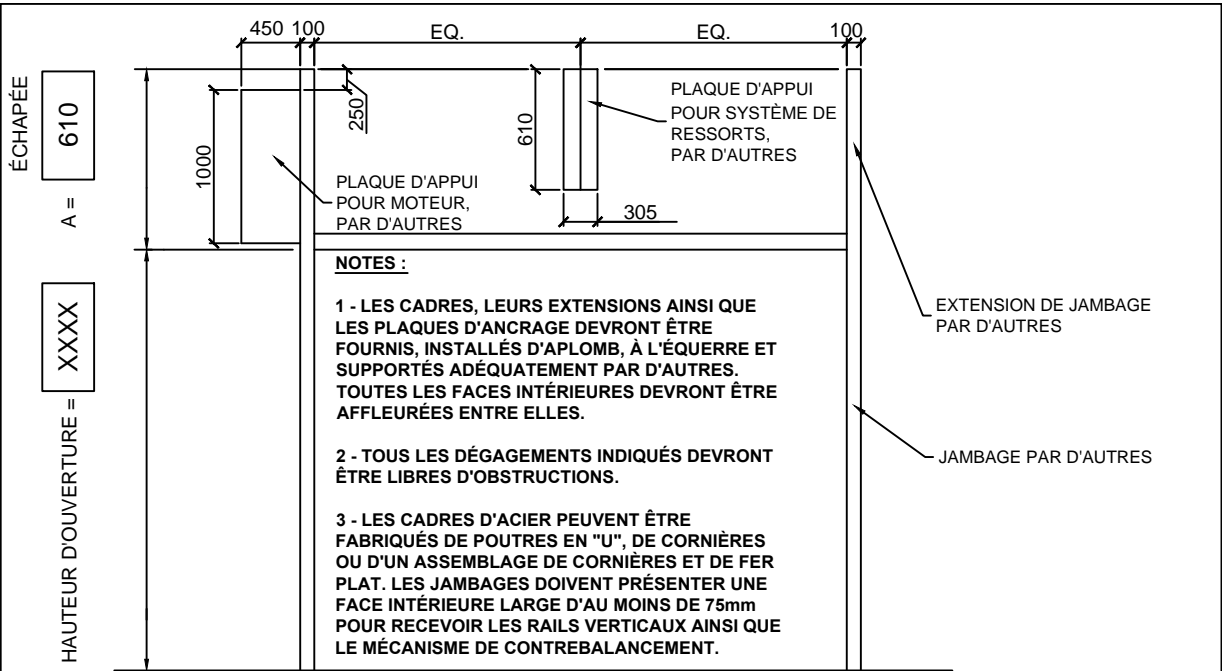 450 100
EQ.
EQ.
100
ÉCHAPÉE
A = 610
1000
250
610
305
PLAQUE D'APPUI
POUR SYSTÈME DE
RESSORTS,
PAR D'AUTRES
PLAQUE D'APPUI
POUR MOTEUR,
PAR D'AUTRES
EXTENSION DE JAMBAGE
PAR D'AUTRES
JAMBAGE PAR D'AUTRES
HAUTEUR D'OUVERTURE = XXXX
NOTES :
1 - LES CADRES, LEURS EXTENSIONS AINSI QUE
LES PLAQUES D'ANCRAGE DEVRONT ÊTRE
FOURNIS, INSTALLÉS D'APLOMB, À L'ÉQUERRE ET
SUPPORTÉS ADÉQUATEMENT PAR D'AUTRES.
TOUTES LES FACES INTÉRIEURES DEVRONT ÊTRE
AFFLEURÉES ENTRE ELLES.
2 - TOUS LES DÉGAGEMENTS INDIQUÉS DEVRONT
ÊTRE LIBRES D'OBSTRUCTIONS.
3 - LES CADRES D'ACIER PEUVENT ÊTRE
FABRIQUÉS DE POUTRES EN "U", DE CORNIÈRES
OU D'UN ASSEMBLAGE DE CORNIÈRES ET DE FER
PLAT. LES JAMBAGES DOIVENT PRÉSENTER UNE
FACE INTÉRIEURE LARGE D'AU MOINS DE 75mm
POUR RECEVOIR LES RAILS VERTICAUX AINSI QUE
LE MÉCANISME DE CONTREBALANCEMENT.